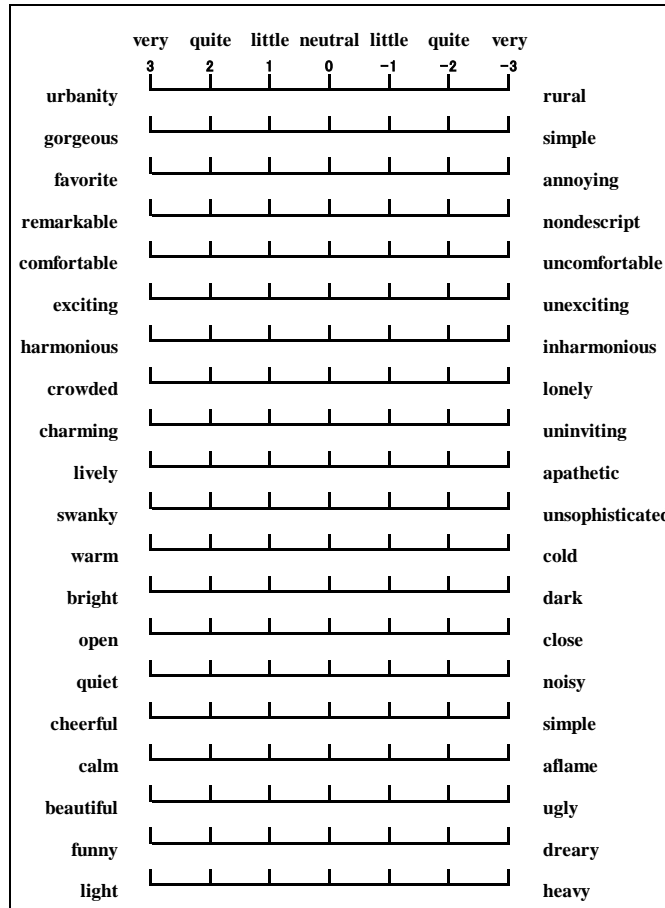 very quite little neutral little quite very
3 2 1 0 -1 -2 -3
urbanity rural
gorgeous simple
favorite annoying
remarkable nondescript
comfortable uncomfortable
exciting unexciting
harmonious inharmonious
crowded lonely
charming uninviting
lively apathetic
swanky unsophisticated
warm cold
bright dark
open close
quiet noisy
cheerful simple
calm aflame
beautiful ugly
funny dreary
light heavy